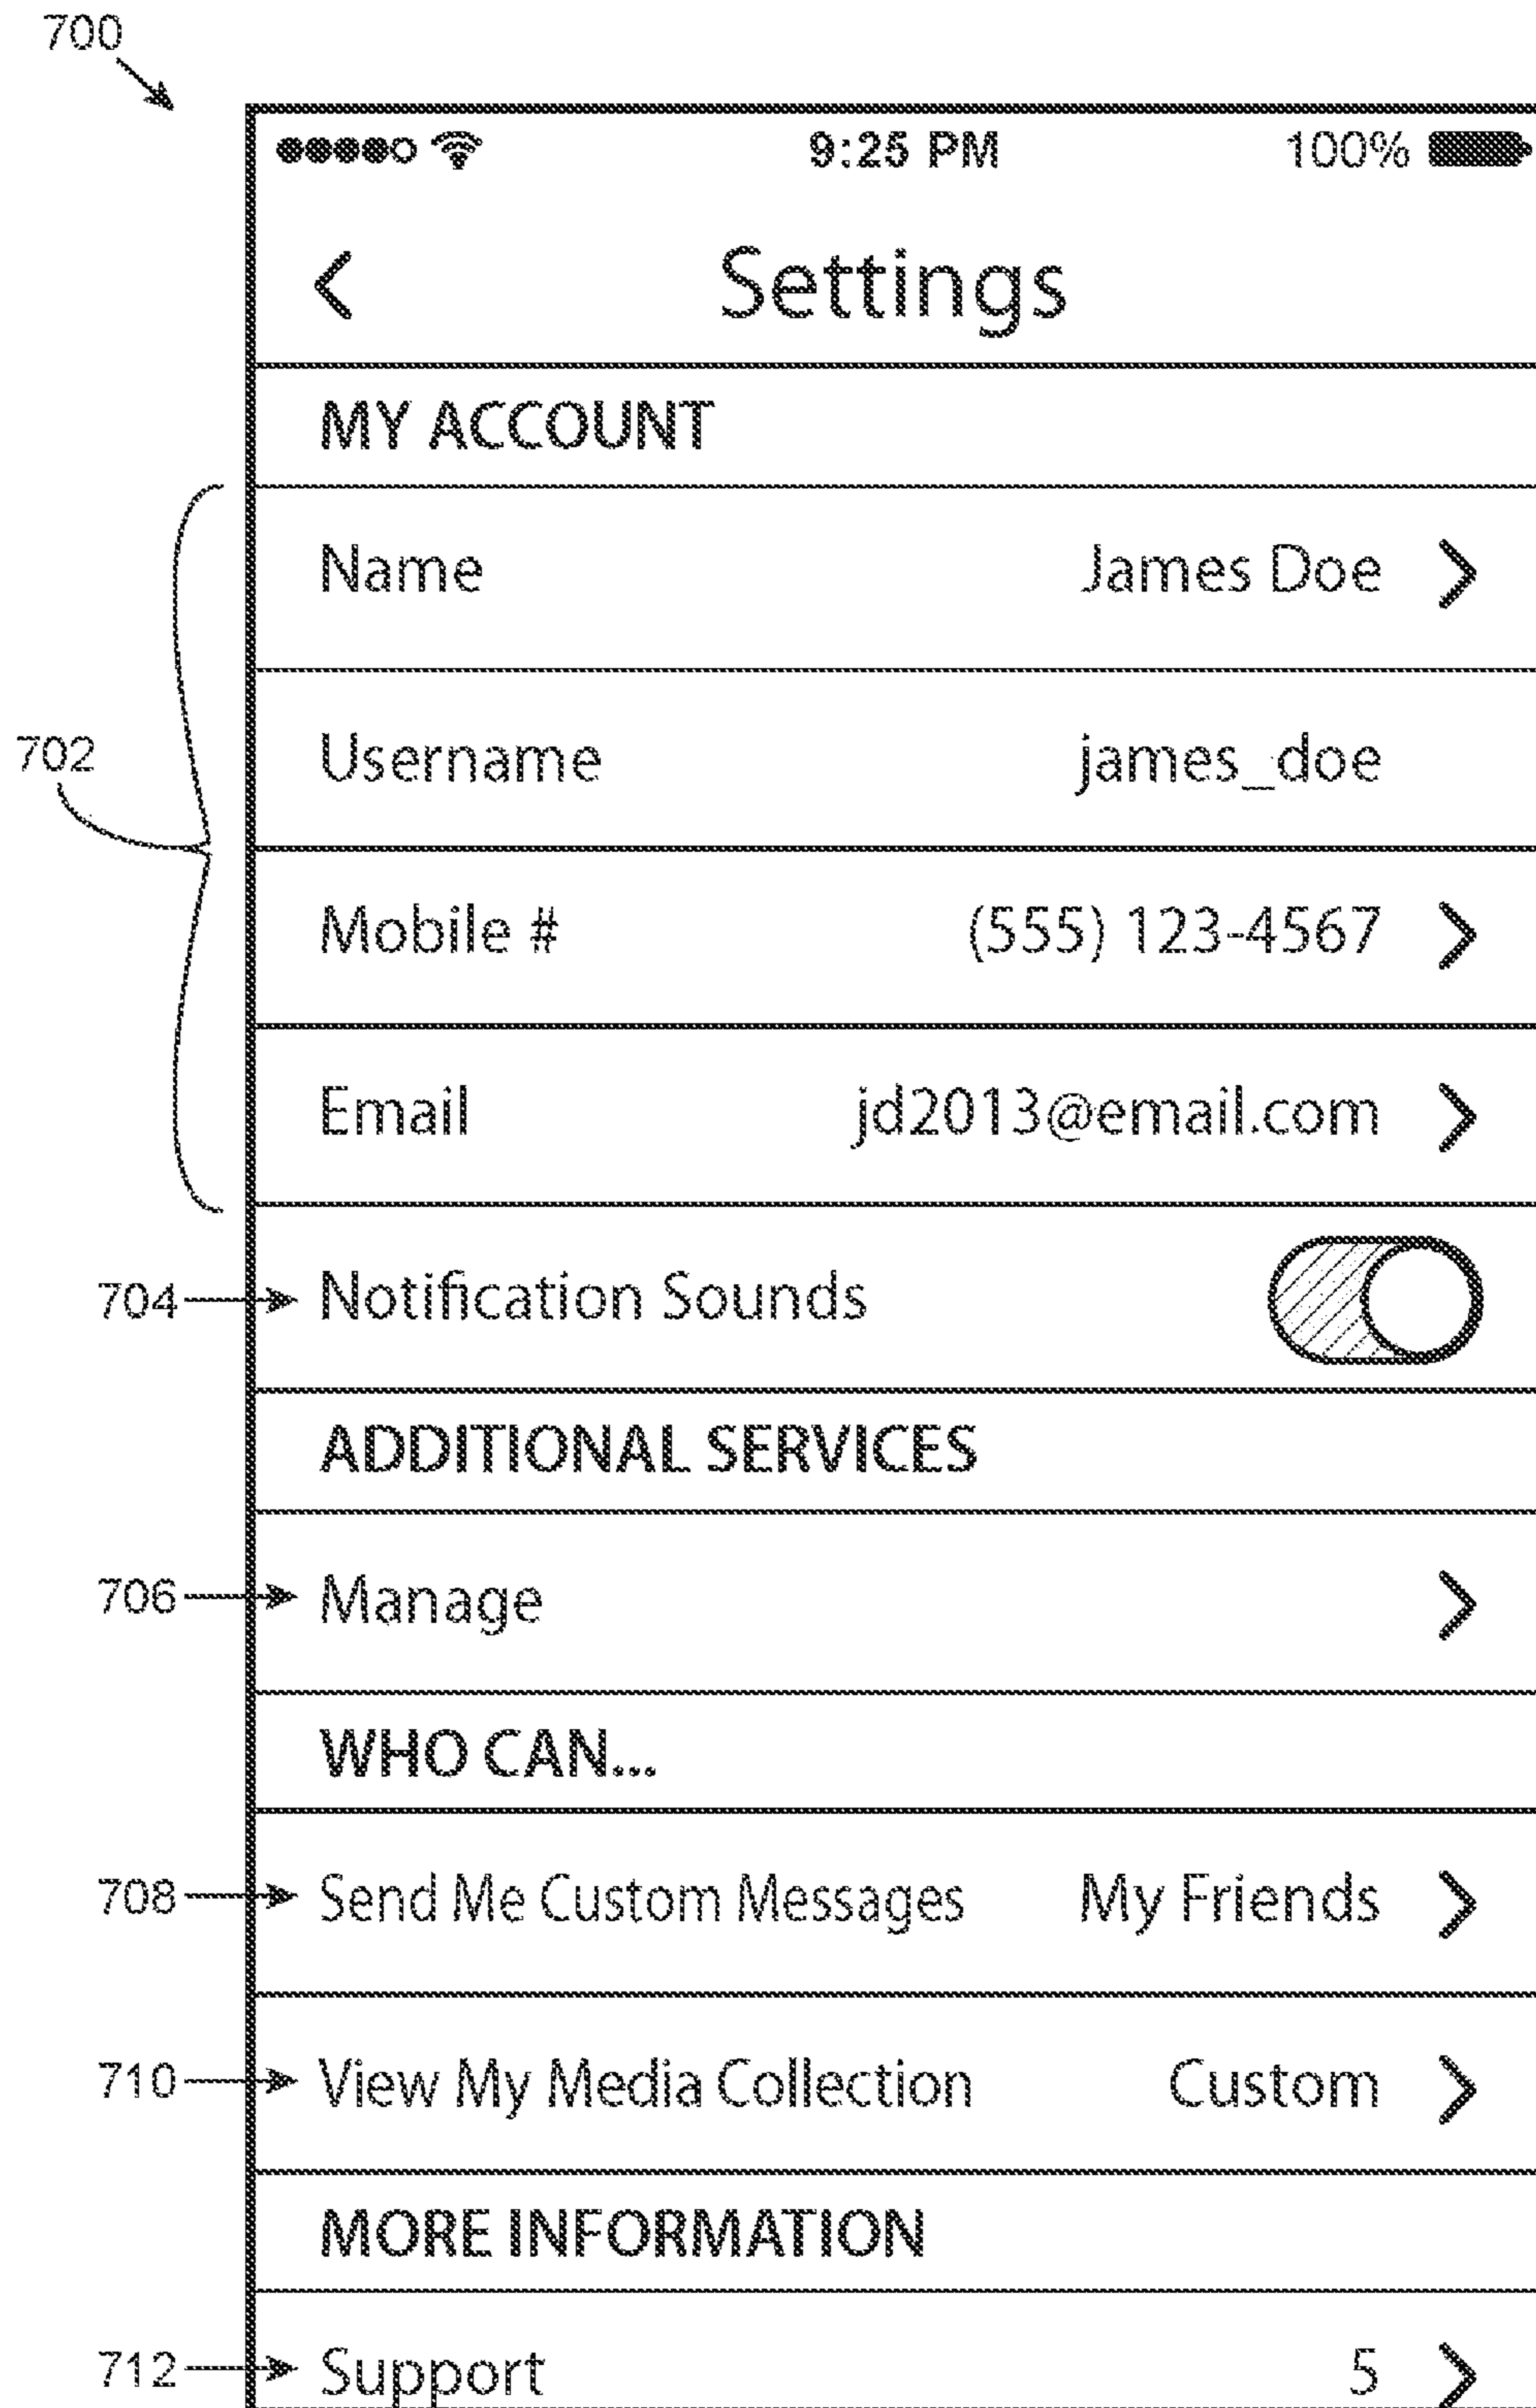 700
9:25 PM 100%
Settings
MY ACCOUNT
Name James Doe
702 Username james_doe
Mobile # (555) 123-4567
Email jd2013@email.com
704 Notification Sounds
ADDITIONAL SERVICES
706 Manage
WHO CAN...
708 Send Me Custom Messages My Friends
710 View My Media Collection Custom
MORE INFORMATION
712 Support 5